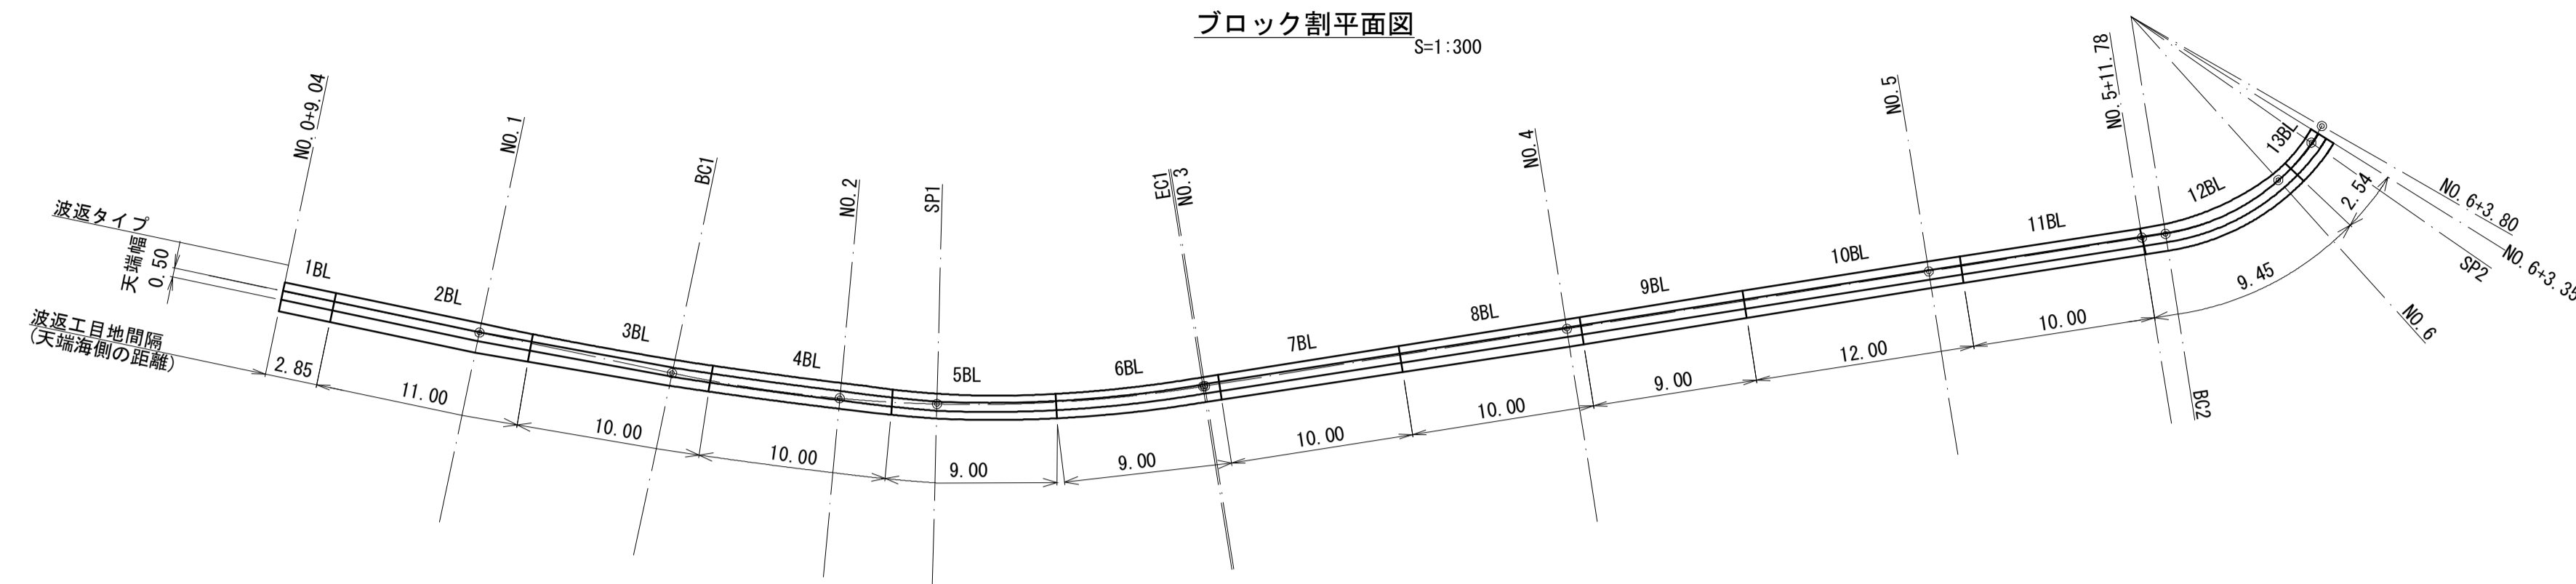 ブロック割平面図
S=1:300
NO.0+9.04
NO.1
BC1
NO.2
SP1
EC1
NO.3
NO.4
NO.5
NO.5+11.78
波返タイプ
天端幅
0.50
波返工目地間隔
(天端海側の距離)
1BL
2BL
3BL
4BL
5BL
6BL
7BL
8BL
9BL
10BL
11BL
12BL
13BL
2.85
11.00
10.00
10.00
9.00
9.00
10.00
10.00
9.00
12.00
10.00
9.45
2.54
NO.6+3.80
NO.6+3.35
SP2
NO.6
BC2